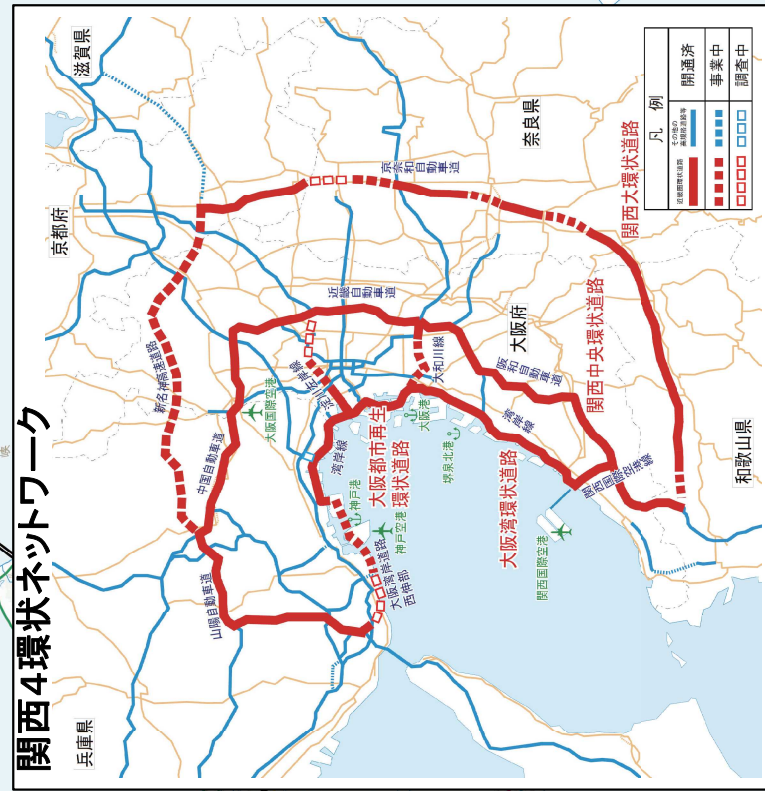 関西4環状ネットワーク
兵庫県
京都府
滋賀県
山陽自動車道
中国自動車道
新名神高速道路
大阪国際空港
近畿自動車道
京奈和
自動車道
奈良県
淀川左岸線
湾岸線
神戸港
神戸空港
大阪湾岸道路
西伸部
大阪都市再生
環状道路
大和川線
大阪港
堺泉北港
大阪府
阪和
自動車道
湾岸線
大阪湾環状道路
関西国際空港
関西国際空港線
関西中央環状道路
関西大環状道路
和歌山県
凡 例
近畿圏環状道路
その他の
高規格道路等
開通済
事業中
調査中